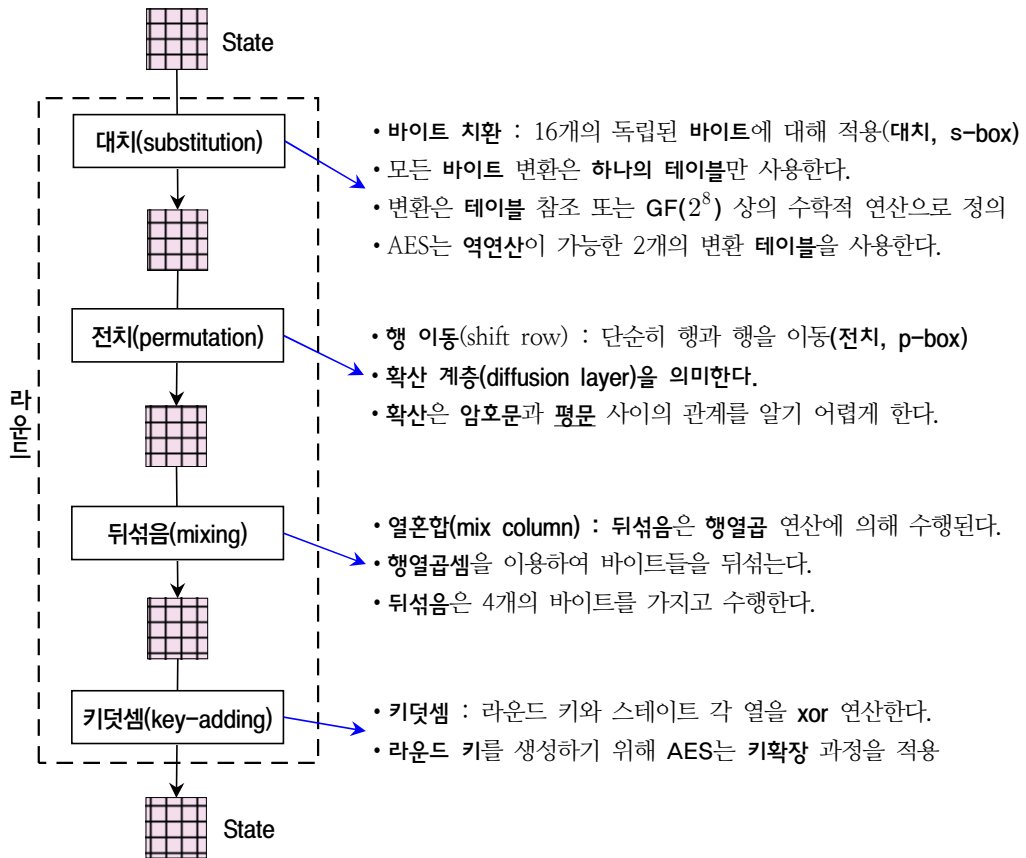 State
대치(substitution)
• 바이트 치환 : 16개의 독립된 바이트에 대해 적용(대치, s-box)
• 모든 바이트 변환은 하나의 테이블만 사용한다.
• 변환은 테이블 참조 또는 GF(2⁸) 상의 수학적 연산으로 정의
• AES는 역연산이 가능한 2개의 변환 테이블을 사용한다.
전치(permutation)
• 행 이동(shift row) : 단순히 행과 행을 이동(전치, p-box)
• 확산 계층(diffusion layer)을 의미한다.
• 확산은 암호문과 평문 사이의 관계를 알기 어렵게 한다.
라운드
뒤섞음(mixing)
• 열혼합(mix column) : 뒤섞음은 행열곱 연산에 의해 수행된다.
• 행열곱셈을 이용하여 바이트들을 뒤섞는다.
• 뒤섞음은 4개의 바이트를 가지고 수행한다.
키덧셈(key-adding)
• 키덧셈 : 라운드 키와 스테이트 각 열을 xor 연산한다.
• 라운드 키를 생성하기 위해 AES는 키확장 과정을 적용
State